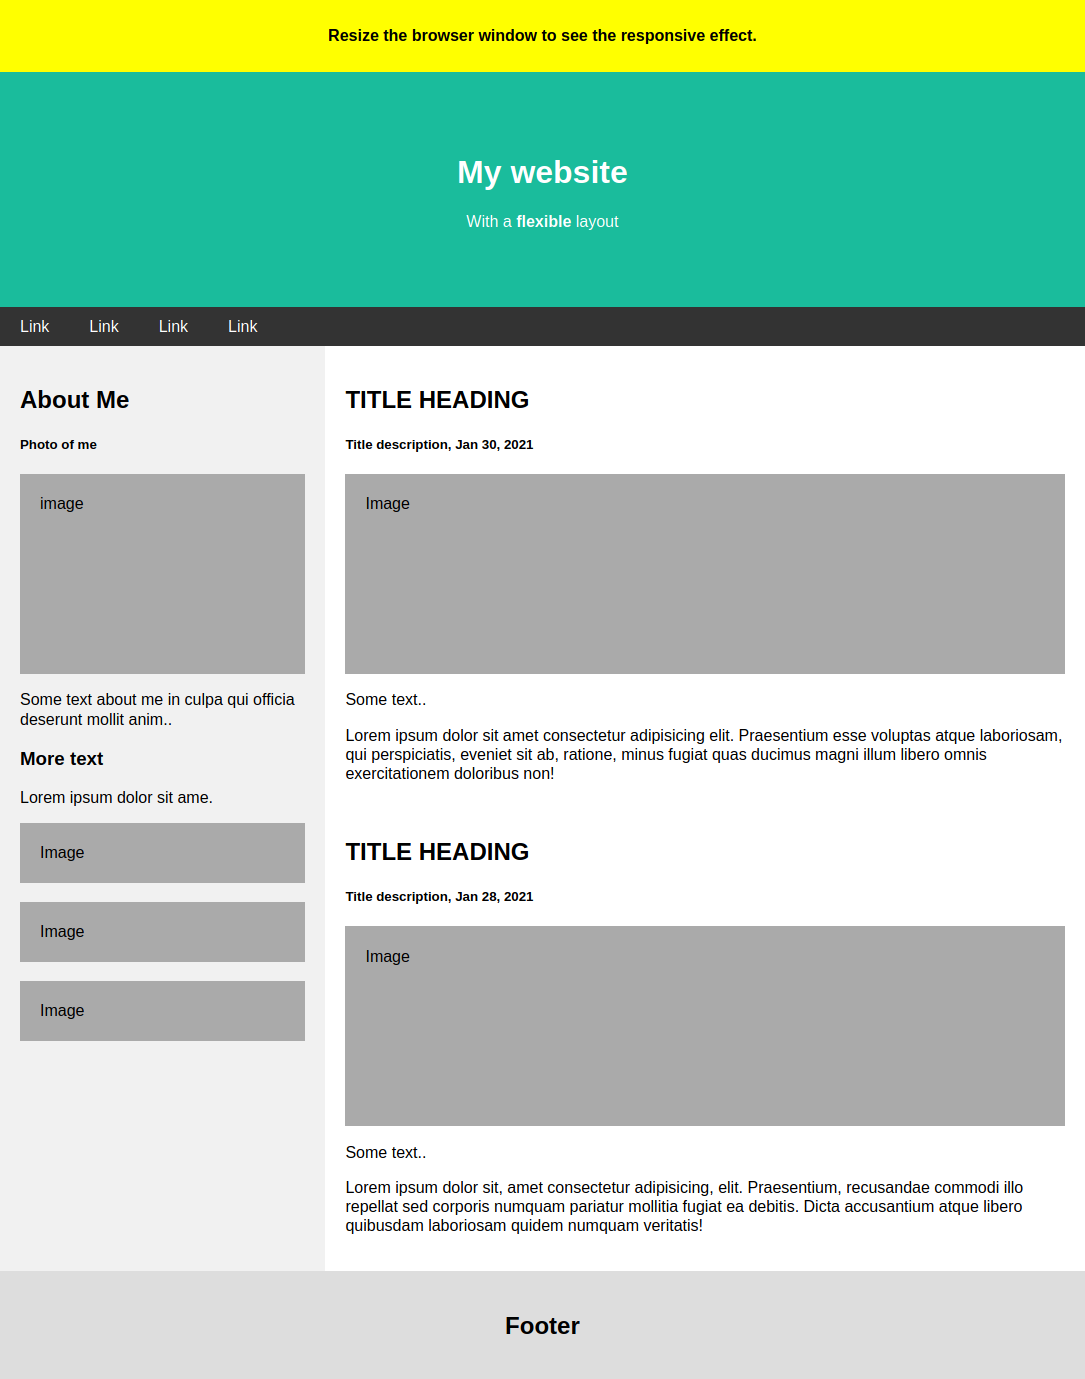 Resize the browser window to see the responsive effect.
My website
With a flexible layout
Link Link Link Link
About Me
Photo of me
image
Some text about me in culpa qui officia
deserunt mollit anim..
More text
Lorem ipsum dolor sit ame.
Image
Image
Image
TITLE HEADING
Title description, Jan 30, 2021
Image
Some text..
Lorem ipsum dolor sit amet consectetur adipisicing elit. Praesentium esse voluptas atque laboriosam,
qui perspiciatis, eveniet sit ab, ratione, minus fugiat quas ducimus magni illum libero omnis
exercitationem doloribus non!
TITLE HEADING
Title description, Jan 28, 2021
Image
Some text..
Lorem ipsum dolor sit, amet consectetur adipisicing, elit. Praesentium, recusandae commodi illo
repellat sed corporis numquam pariatur mollitia fugiat ea debitis. Dicta accusantium atque libero
quibusdam laboriosam quidem numquam veritatis!
Footer